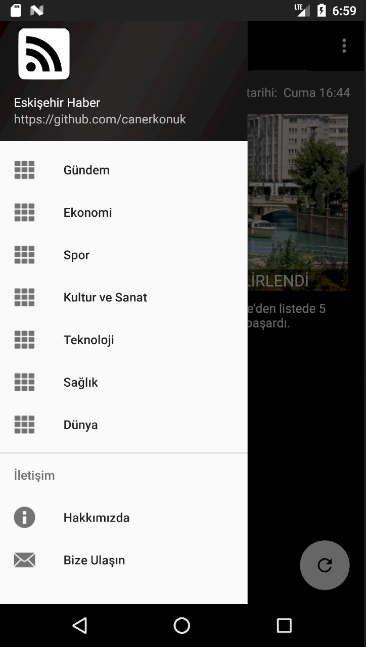 LTE 6:59
Eskişehir Haber
https://github.com/canerkonuk
tarihi: Cuma 16:44
Gündem
Ekonomi
Spor
Kultur ve Sanat
Teknoloji
Sağlık
Dünya
LİRLENDİ
e'den listede 5
başardı.
İletişim
Hakkımızda
Bize Ulaşın